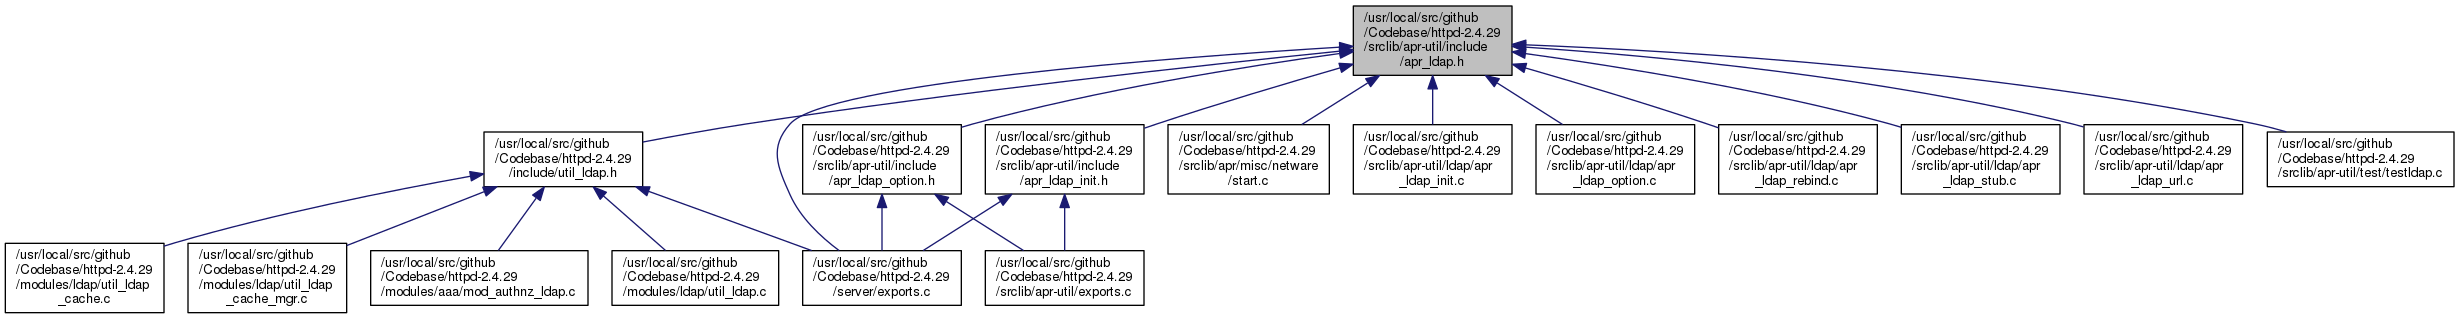 /usr/local/src/github
/Codebase/httpd-2.4.29
/srclib/apr-util/include
/apr_ldap.h
/usr/local/src/github
/Codebase/httpd-2.4.29
/include/util_ldap.h
/usr/local/src/github
/Codebase/httpd-2.4.29
/srclib/apr-util/include
/apr_ldap_option.h
/usr/local/src/github
/Codebase/httpd-2.4.29
/srclib/apr-util/include
/apr_ldap_init.h
/usr/local/src/github
/Codebase/httpd-2.4.29
/srclib/apr/misc/netware
/start.c
/usr/local/src/github
/Codebase/httpd-2.4.29
/srclib/apr-util/ldap/apr
_ldap_init.c
/usr/local/src/github
/Codebase/httpd-2.4.29
/srclib/apr-util/ldap/apr
_ldap_option.c
/usr/local/src/github
/Codebase/httpd-2.4.29
/srclib/apr-util/ldap/apr
_ldap_rebind.c
/usr/local/src/github
/Codebase/httpd-2.4.29
/srclib/apr-util/ldap/apr
_ldap_stub.c
/usr/local/src/github
/Codebase/httpd-2.4.29
/srclib/apr-util/ldap/apr
_ldap_url.c
/usr/local/src/github
/Codebase/httpd-2.4.29
/srclib/apr-util/test/testldap.c
/usr/local/src/github
/Codebase/httpd-2.4.29
/modules/ldap/util_ldap
_cache.c
/usr/local/src/github
/Codebase/httpd-2.4.29
/modules/ldap/util_ldap
_cache_mgr.c
/usr/local/src/github
/Codebase/httpd-2.4.29
/modules/aaa/mod_authnz_ldap.c
/usr/local/src/github
/Codebase/httpd-2.4.29
/modules/ldap/util_ldap.c
/usr/local/src/github
/Codebase/httpd-2.4.29
/server/exports.c
/usr/local/src/github
/Codebase/httpd-2.4.29
/srclib/apr-util/exports.c